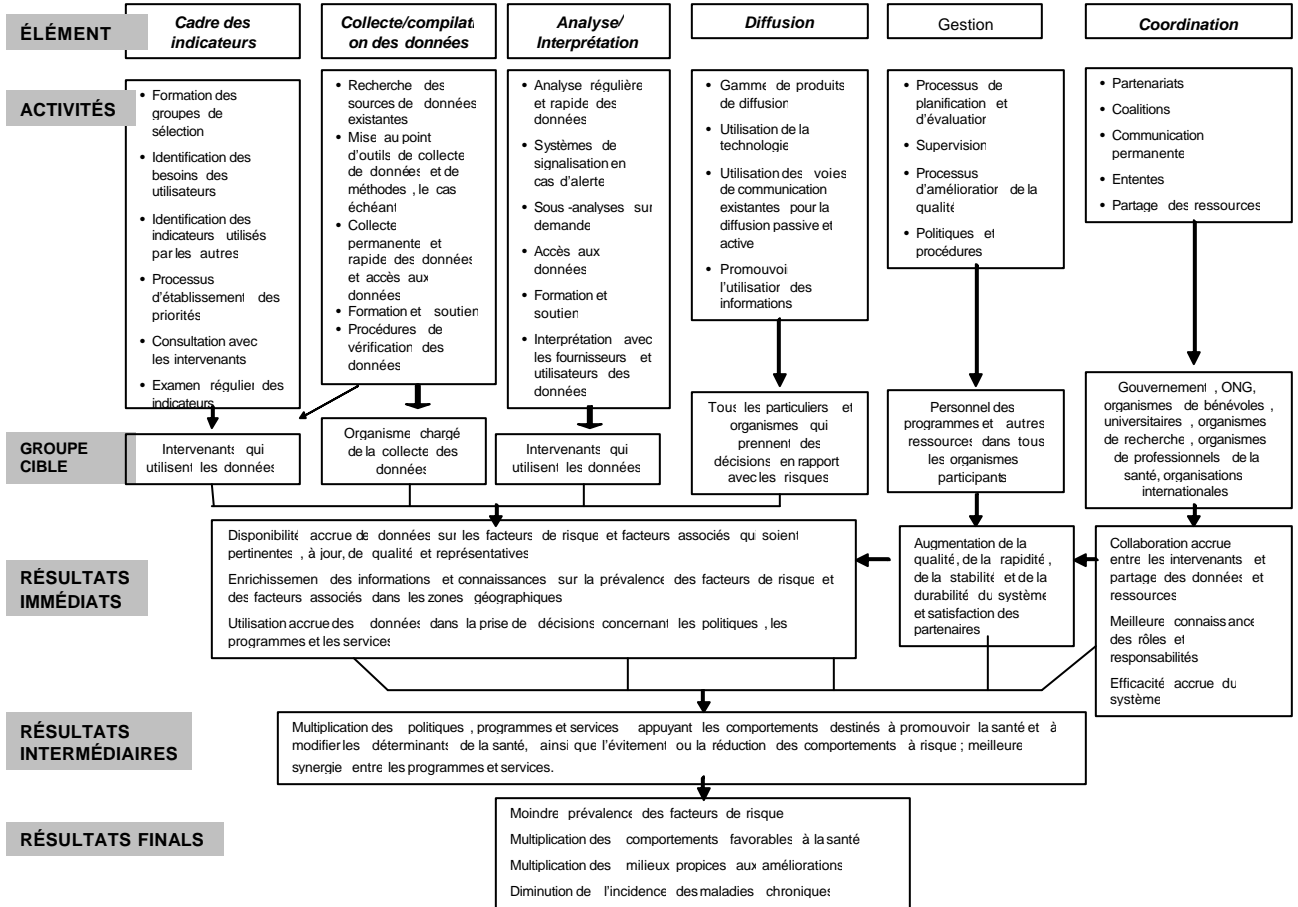 ÉLÉMENT
Cadre des
indicateurs
Collecte/compilati
on des données
Analyse/
Interprétation
Diffusion
Gestion
Coordination
ACTIVITÉS
• Formation des
groupes de
sélection
• Identification des
besoins des
utilisateurs
• Identification des
indicateurs utilisés
par les autres
• Processus
d'établissement des
priorités
• Consultation avec
les intervenants
• Examen régulier des
indicateurs
• Recherche des
sources de données
existantes
• Mise au point
d'outils de collecte
de données et de
méthodes, le cas
échéant
• Collecte
permanente et
rapide des données
et accès aux
données
• Formation et soutien
• Procédures de
vérification des
données
• Analyse régulière
et rapide des
données
• Systèmes de
signalisation en
cas d'alerte
• Sous-analyses sur
demande
• Accès aux
données
• Formation et
soutien
• Interprétation avec
les fournisseurs et
utilisateurs des
données
• Gamme de produits
de diffusion
• Utilisation de la
technologie
• Utilisation des voies
de communication
existantes pour la
diffusion passive et
active
• Promouvoi
l'utilisation des
informations
• Processus de
planification et
d'évaluation
• Supervision
• Processus
d'amélioration de la
qualité
• Politiques et
procédures
• Partenariats
• Coalitions
• Communication
permanente
• Ententes
• Partage des ressources
GROUPE
CIBLE
Intervenants qui
utilisent les données
Organisme chargé
de la collecte des
données
Intervenants qui
utilisent les données
Tous les particuliers et
organismes qui
prennent des
décisions en rapport
avec les risques
Personnel des
programmes et autres
ressources dans tous
les organismes
participants
Gouvernement, ONG,
organismes de bénévoles,
universitaires, organismes
de recherche, organismes
de professionnels de la
santé, organisations
internationales
RÉSULTATS
IMMÉDIATS
Disponibilité accrue de données sur les facteurs de risque et facteurs associés qui soient
pertinentes, à jour, de qualité et représentatives
Enrichissemen des informations et connaissances sur la prévalence des facteurs de risque et
des facteurs associés dans les zones géographiques
Utilisation accrue des données dans la prise de décisions concernant les politiques, les
programmes et les services
Augmentation de la
qualité, de la rapidité,
de la stabilité et de la
durabilité du système
et satisfaction des
partenaires
Collaboration accrue
entre les intervenants et
partage des données et
ressources
Meilleure connaissance
des rôles et
responsabilités
Efficacité accrue du
système
RÉSULTATS
INTERMÉDIAIRES
Multiplication des politiques, programmes et services appuyant les comportements destinés à promouvoir la santé et à
modifier les déterminants de la santé, ainsi que l'évitement ou la réduction des comportements à risque ; meilleure
synergie entre les programmes et services.
RÉSULTATS FINALS
Moindre prévalence des facteurs de risque
Multiplication des comportements favorables à la santé
Multiplication des milieux propices aux améliorations
Diminution de l'incidence des maladies chroniques